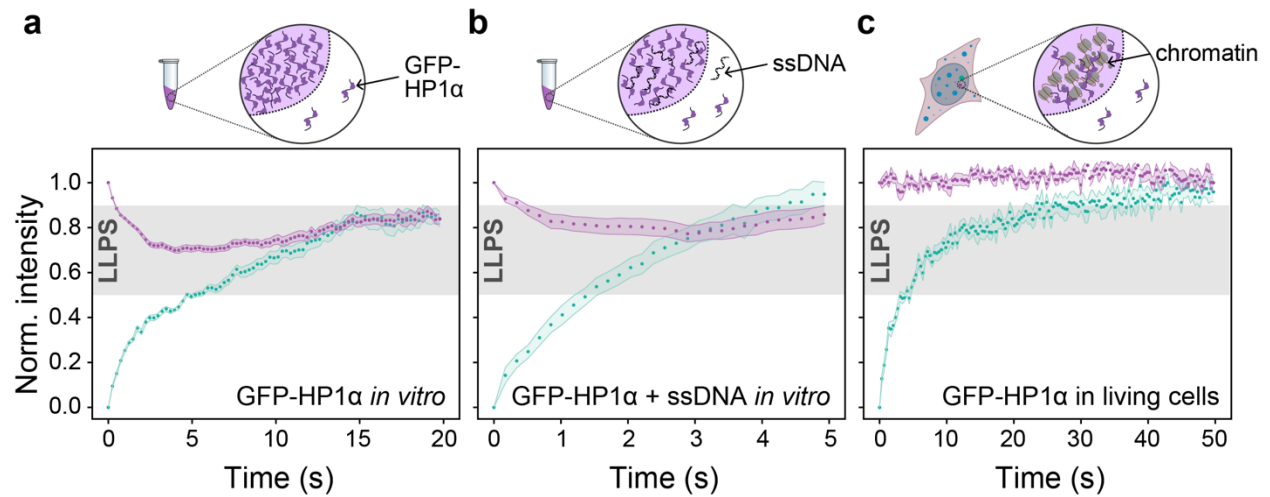 a
GFP-
HP1α
b
ssDNA
c
chromatin
Norm. intensity
1.0
0.8
0.6
0.4
0.2
0.0
LLPS
GFP-HP1α in vitro
0 5 10 15 20
Time (s)
LLPS
GFP-HP1α + ssDNA in vitro
0 1 2 3 4 5
Time (s)
LLPS
GFP-HP1α in living cells
0 10 20 30 40 50
Time (s)